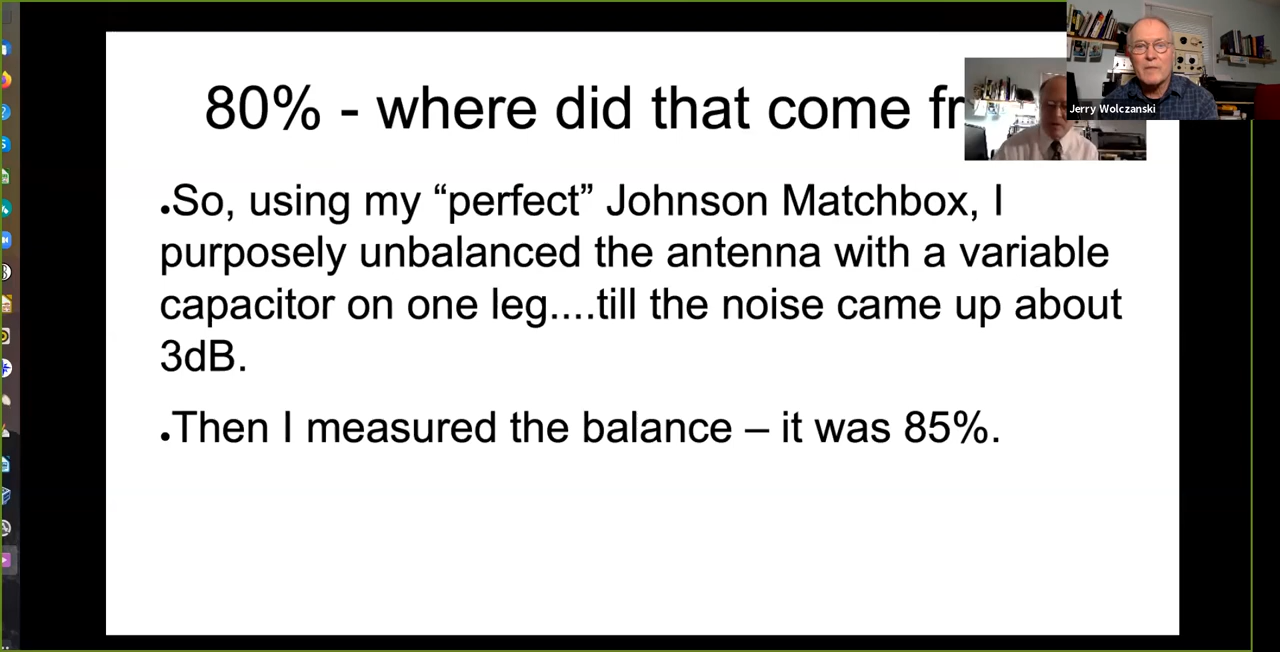 80% - where did that come
•So, using my “perfect” Johnson Matchbox, I
purposely unbalanced the antenna with a variable
capacitor on one leg....till the noise came up about
3dB.
•Then I measured the balance – it was 85%.
Jerry Wolczanski